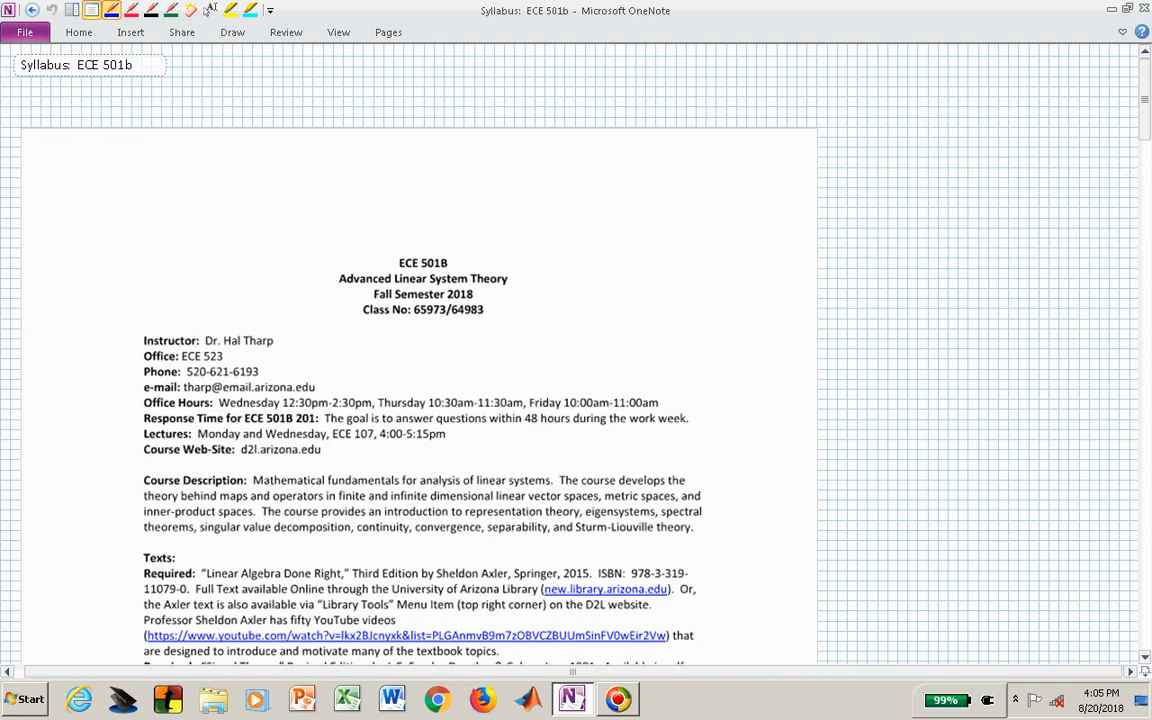 Syllabus: ECE 501b - Microsoft OneNote
File Home Insert Share Draw Review View Pages
Syllabus: ECE 501b
ECE 501B
Advanced Linear System Theory
Fall Semester 2018
Class No: 65973/64983
Instructor: Dr. Hal Tharp
Office: ECE 523
Phone: 520-621-6193
e-mail: tharp@email.arizona.edu
Office Hours: Wednesday 12:30pm-2:30pm, Thursday 10:30am-11:30am, Friday 10:00am-11:00am
Response Time for ECE 501B 201: The goal is to answer questions within 48 hours during the work week.
Lectures: Monday and Wednesday, ECE 107, 4:00-5:15pm
Course Web-Site: d2l.arizona.edu
Course Description: Mathematical fundamentals for analysis of linear systems. The course develops the
theory behind maps and operators in finite and infinite dimensional linear vector spaces, metric spaces, and
inner-product spaces. The course provides an introduction to representation theory, eigensystems, spectral
theorems, singular value decomposition, continuity, convergence, separability, and Sturm-Liouville theory.
Texts:
Required: "Linear Algebra Done Right," Third Edition by Sheldon Axler, Springer, 2015. ISBN: 978-3-319-
11079-0. Full Text available Online through the University of Arizona Library (new.library.arizona.edu). Or,
the Axler text is also available via "Library Tools" Menu Item (top right corner) on the D2L website.
Professor Sheldon Axler has fifty YouTube videos
(https://www.youtube.com/watch?v=lkx2BJcnyxk&list=PLGAnmvB9m7zOBVCZBUUmSinFV0wEir2Vw) that
are designed to introduce and motivate many of the textbook topics.
Start
99%
4:05 PM
8/20/2018